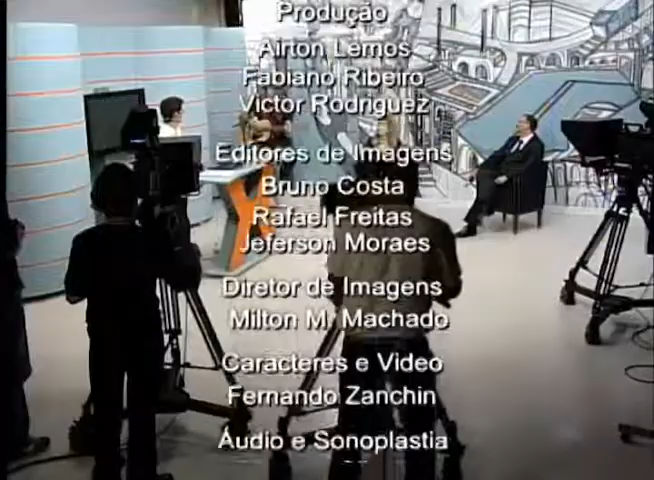 Produção
Airton Lemos
Fabiano Ribeiro
Victor Rodriguez
Editores de Imagens
Bruno Costa
Rafael Freitas
Jeferson Moraes
Diretor de Imagens
Milton M. Machado
Caracteres e Video
Fernando Zanchin
Áudio e Sonoplastia